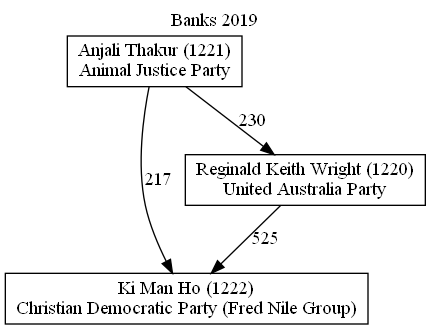 Banks 2019
Anjali Thakur (1221)
Animal Justice Party
230
217
Reginald Keith Wright (1220)
United Australia Party
525
Ki Man Ho (1222)
Christian Democratic Party (Fred Nile Group)